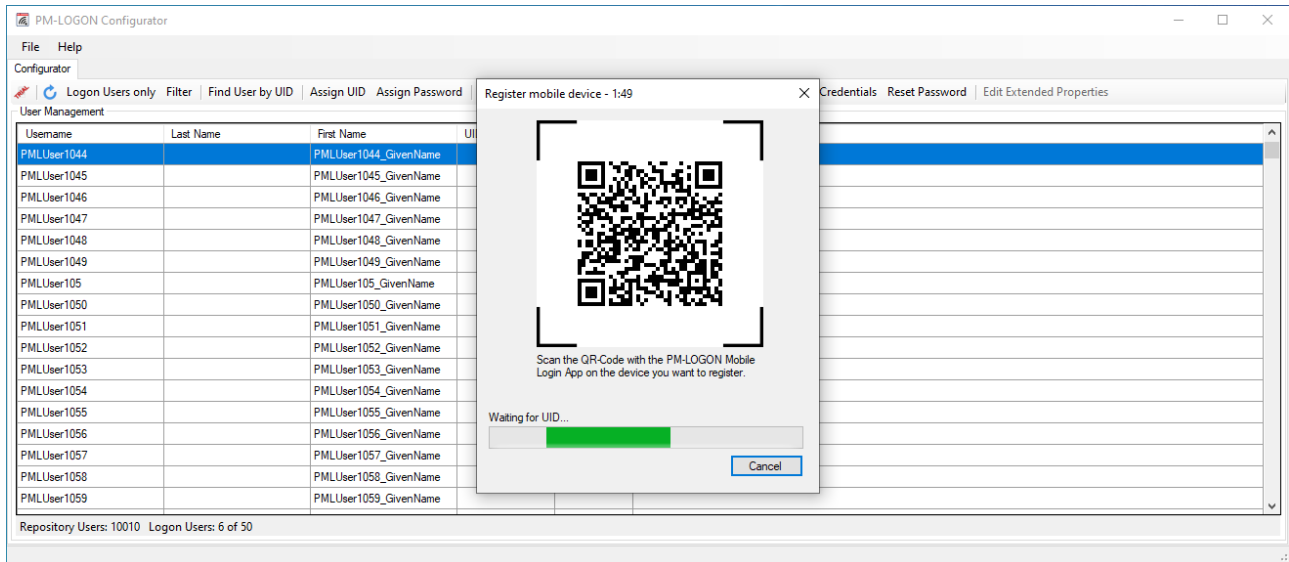 PM-LOGON Configurator
File Help
Configurator
Logon Users only Filter Find User by UID Assign UID Assign Password Credentials Reset Password Edit Extended Properties
User Management
Username Last Name First Name
PMLUser1044 PMLUser1044_GivenName
PMLUser1045 PMLUser1045_GivenName
PMLUser1046 PMLUser1046_GivenName
PMLUser1047 PMLUser1047_GivenName
PMLUser1048 PMLUser1048_GivenName
PMLUser1049 PMLUser1049_GivenName
PMLUser105 PMLUser105_GivenName
PMLUser1050 PMLUser1050_GivenName
PMLUser1051 PMLUser1051_GivenName
PMLUser1052 PMLUser1052_GivenName
PMLUser1053 PMLUser1053_GivenName
PMLUser1054 PMLUser1054_GivenName
PMLUser1055 PMLUser1055_GivenName
PMLUser1056 PMLUser1056_GivenName
PMLUser1057 PMLUser1057_GivenName
PMLUser1058 PMLUser1058_GivenName
PMLUser1059 PMLUser1059_GivenName
Repository Users: 10010 Logon Users: 6 of 50
Register mobile device - 1:49
Scan the QR-Code with the PM-LOGON Mobile
Login App on the device you want to register.
Waiting for UID...
Cancel